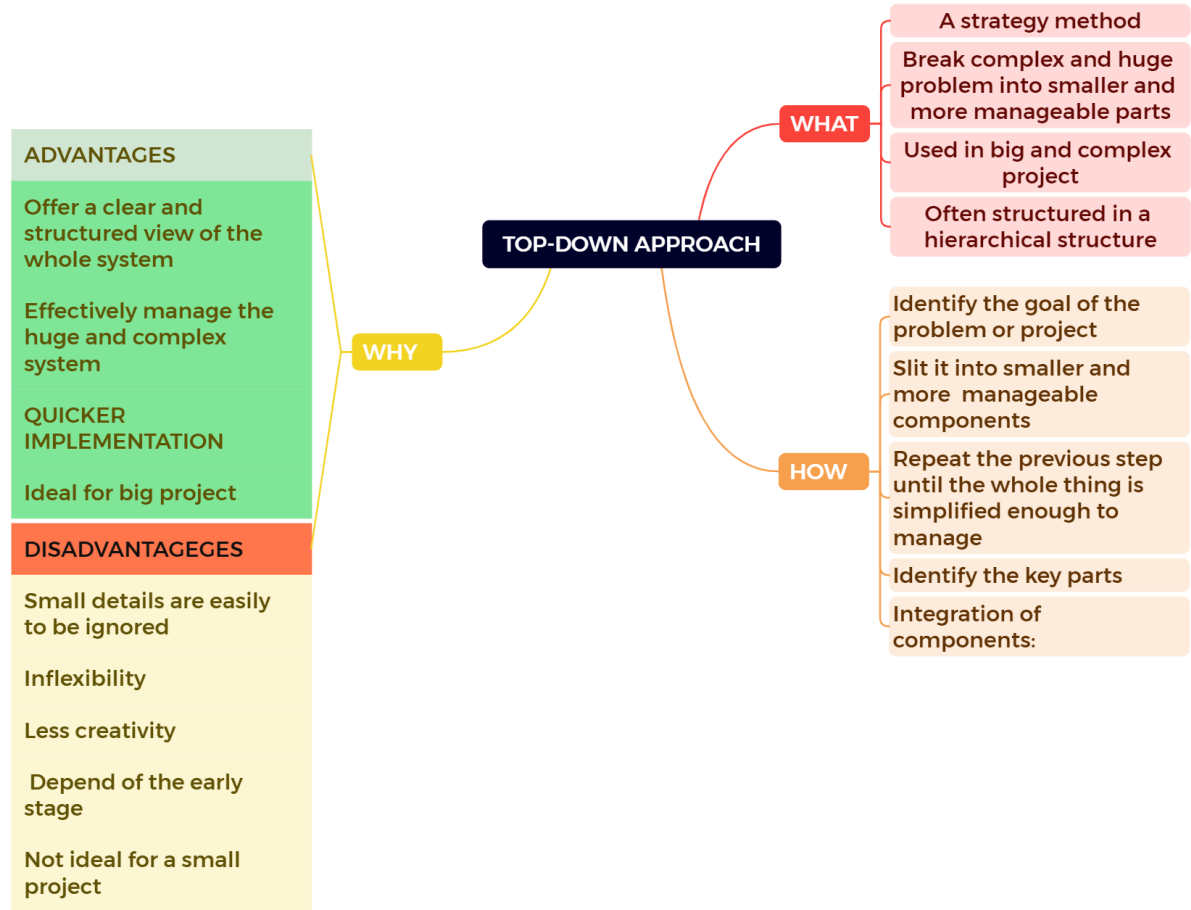 TOP-DOWN APPROACH
WHAT
A strategy method
Break complex and huge
problem into smaller and
more manageable parts
Used in big and complex
project
Often structured in a
hierarchical structure
HOW
Identify the goal of the
problem or project
Slit it into smaller and
more  manageable
components
Repeat the previous step
until the whole thing is
simplified enough to
manage
Identify the key parts
Integration of
components:
WHY
ADVANTAGES
Offer a clear and
structured view of the
whole system
Effectively manage the
huge and complex
system
QUICKER
IMPLEMENTATION
Ideal for big project
DISADVANTAGEGES
Small details are easily
to be ignored
Inflexibility
Less creativity
Depend of the early
stage
Not ideal for a small
project